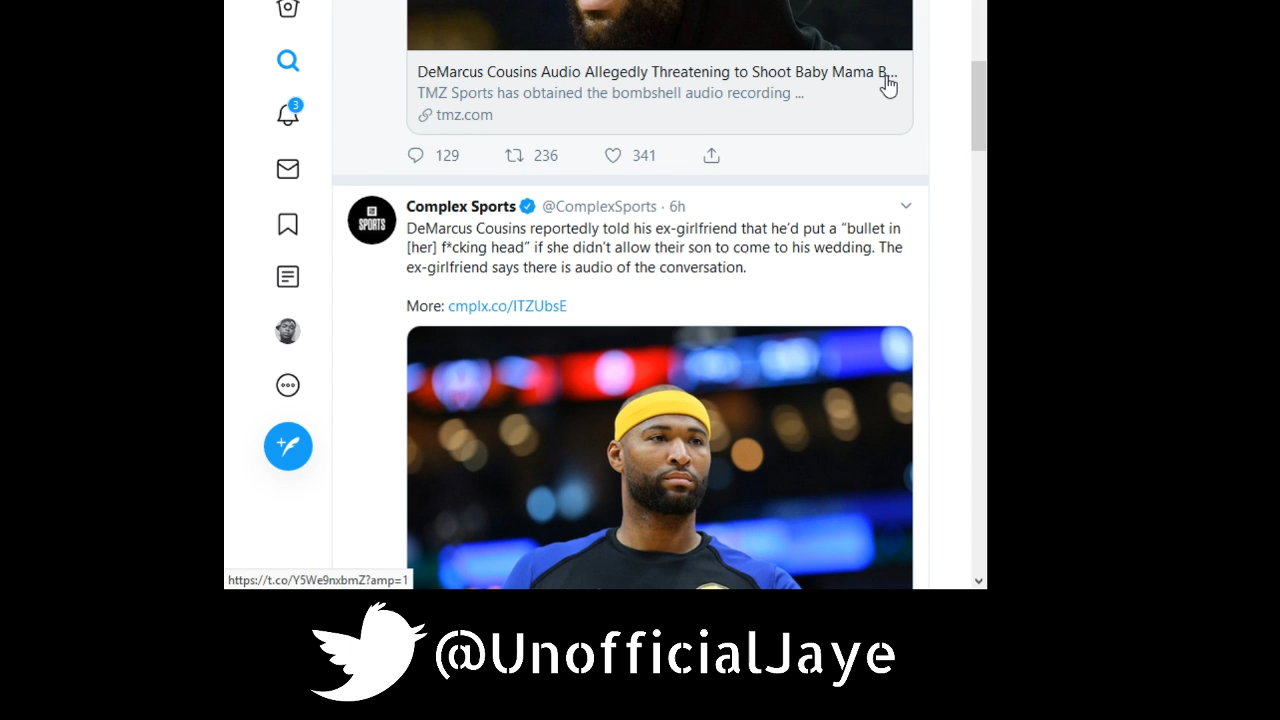 DeMarcus Cousins Audio Allegedly Threatening to Shoot Baby Mama B...
TMZ Sports has obtained the bombshell audio recording ...
tmz.com
129 236 341
3
SPORTS
Complex Sports @ComplexSports · 6h
DeMarcus Cousins reportedly told his ex-girlfriend that he’d put a “bullet in
[her] f*cking head” if she didn’t allow their son to come to his wedding. The
ex-girlfriend says there is audio of the conversation.
More: cmplx.co/ITZUbsE
https://t.co/Y5We9nxbmZ?amp=1
@UnofficialJaye